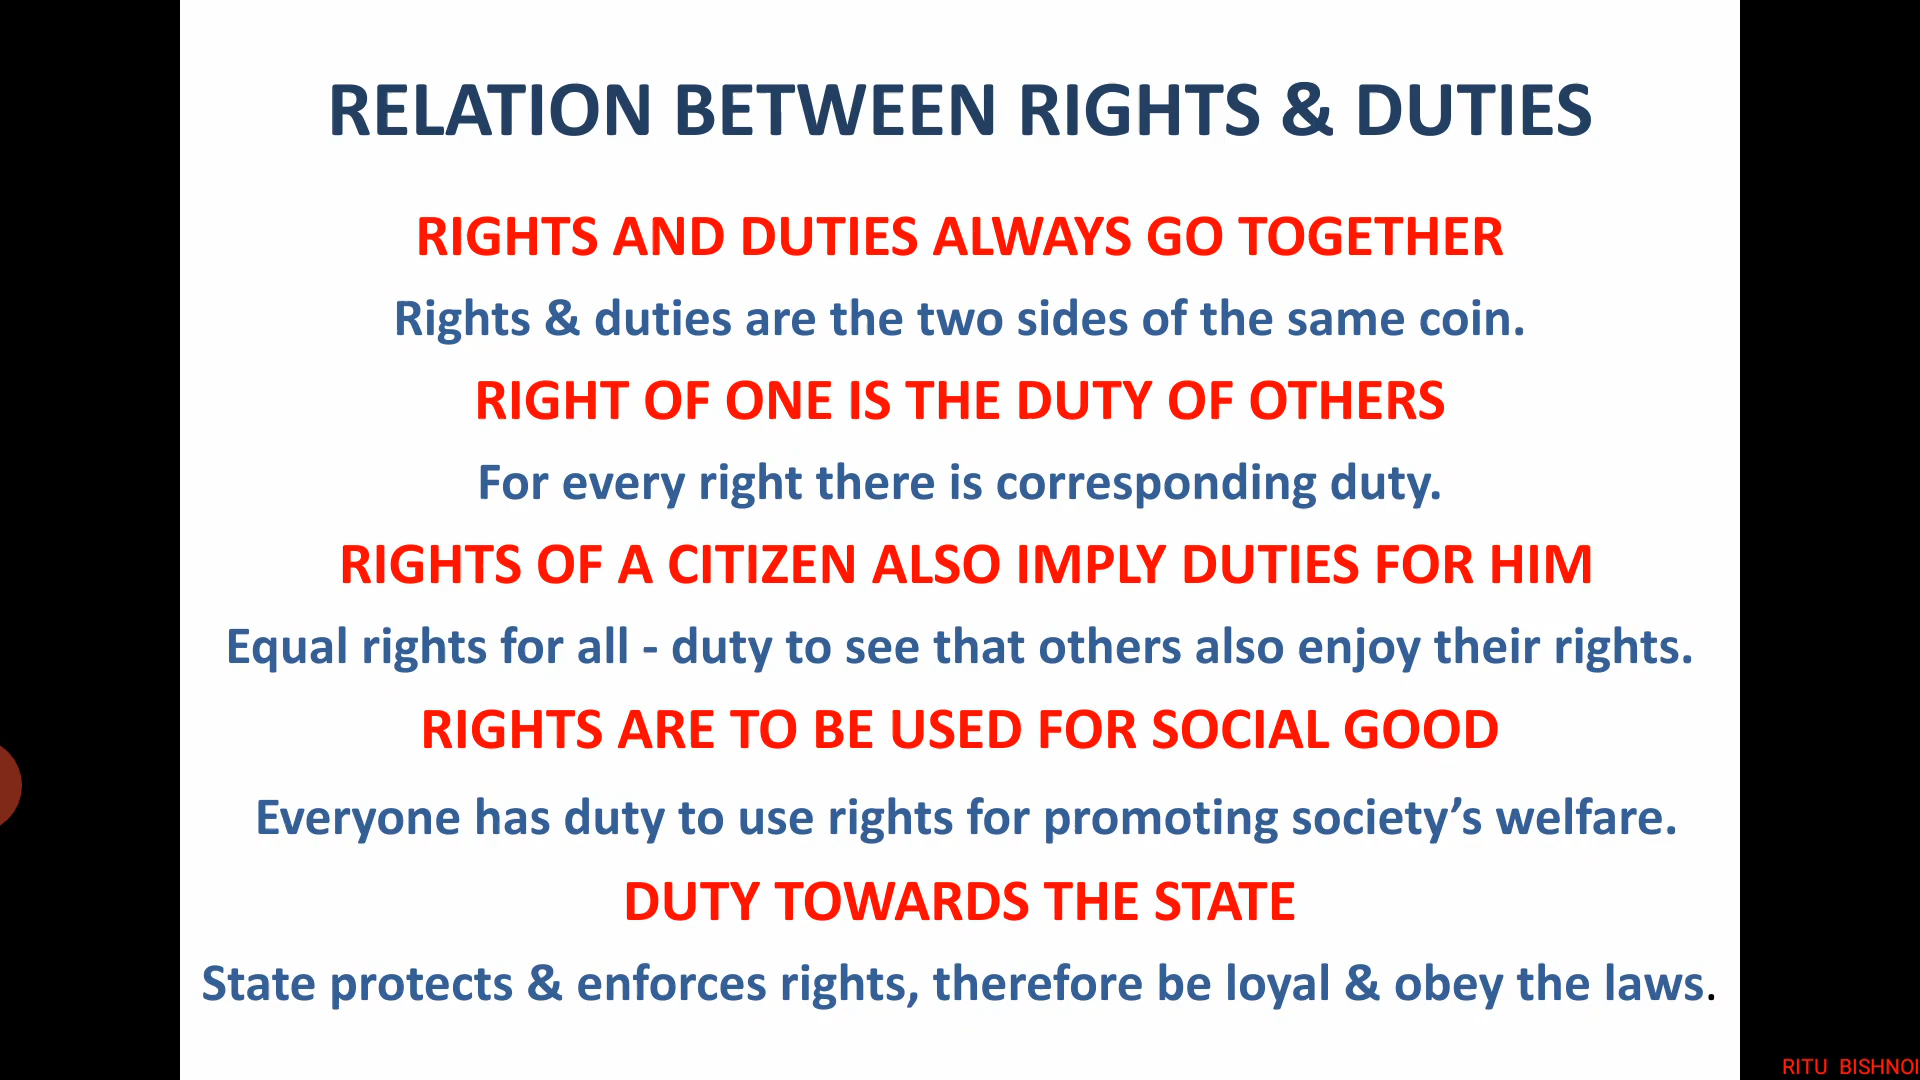 RELATION BETWEEN RIGHTS & DUTIES
RIGHTS AND DUTIES ALWAYS GO TOGETHER
Rights & duties are the two sides of the same coin.
RIGHT OF ONE IS THE DUTY OF OTHERS
For every right there is corresponding duty.
RIGHTS OF A CITIZEN ALSO IMPLY DUTIES FOR HIM
Equal rights for all - duty to see that others also enjoy their rights.
RIGHTS ARE TO BE USED FOR SOCIAL GOOD
Everyone has duty to use rights for promoting society’s welfare.
DUTY TOWARDS THE STATE
State protects & enforces rights, therefore be loyal & obey the laws.
RITU BISHNOI